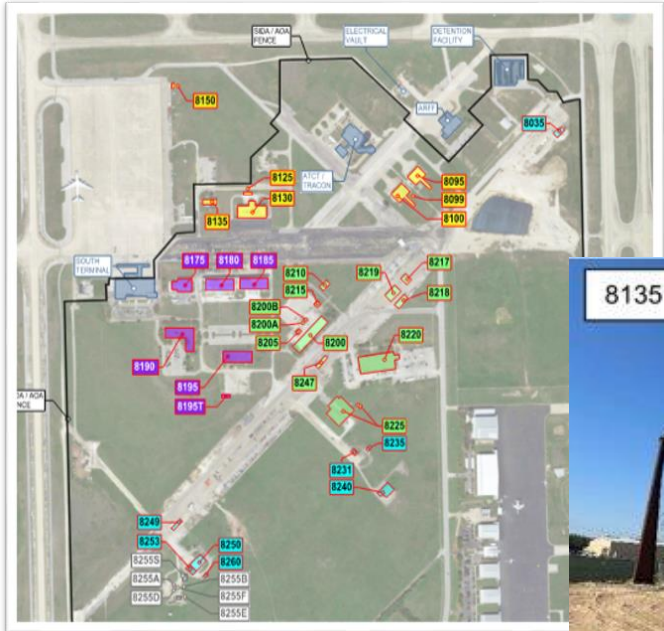 SIDA / AOA
FENCE
ELECTRICAL
VAULT
DETENTION
FACILITY
8150
ARFF
8035
ATCT /
TRACON
8125
8095
8135
8130
8099
8100
SOUTH
TERMINAL
8175
8180
8185
8210
8219
8217
8215
8218
8135
8200B
8200A
8205
8200
8220
8190
8195
8247
8195T
/ AOA
8225
8235
8231
8240
8249
8253
8250
8260
8255S
8255A
8255B
8255D
8255F
8255E